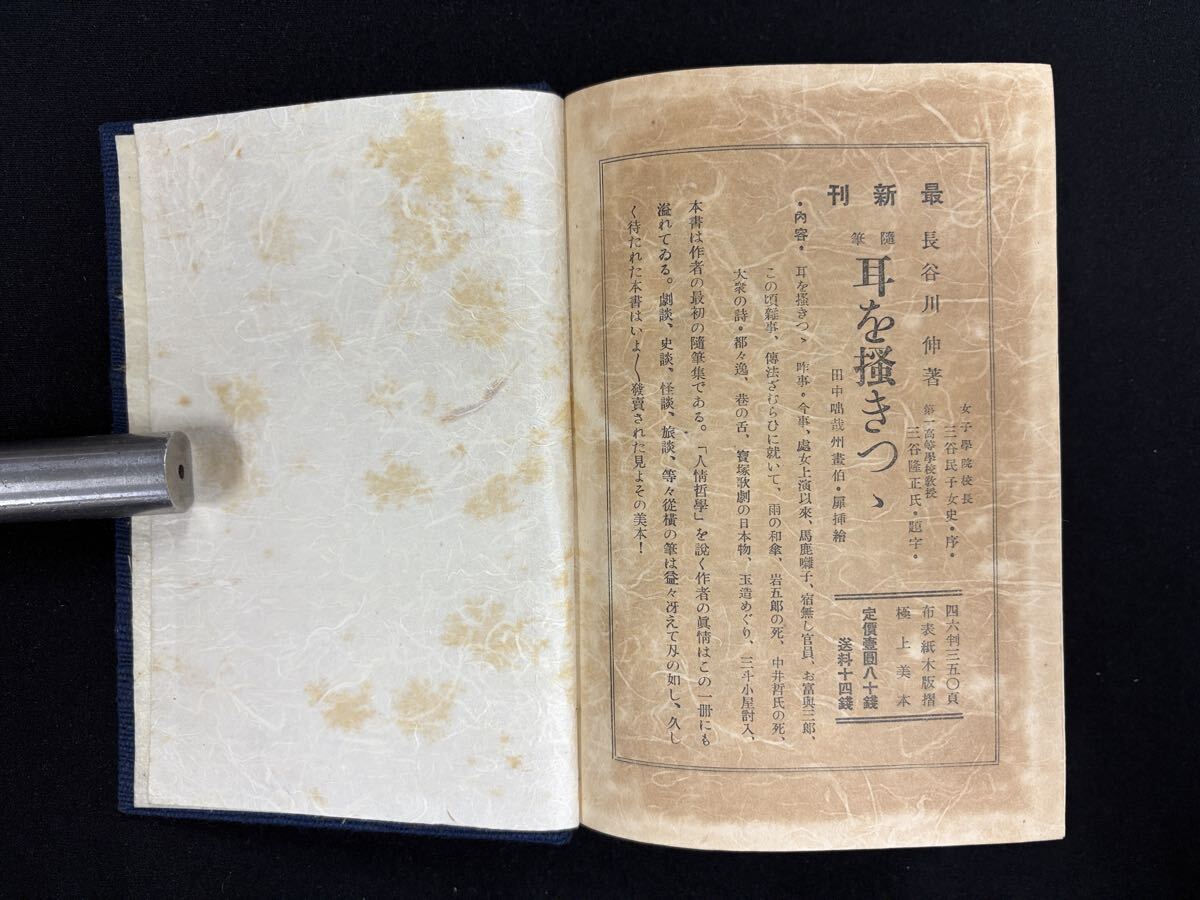 最新刊
女子學院校長
三谷民子女史・序・
第一高等學校敎授
三谷隆正氏・題字・
長谷川伸著
隨筆
耳を掻きつゝ
田中咄哉州畫伯・扉揷繪
四六判三五〇頁
布表紙木版摺
極上美本
定價壹圓八十錢
送料十四錢
・內容・耳を搔きつゝ 昨事・今事、處女上演以來、馬鹿囃子、宿無し官員、お富與三郎、
この頃雜事、傳法ざむらひに就いて、雨の和傘、岩五郎の死、中井哲氏の死、
大衆の詩・都々逸、巷の舌、寶塚歌劇の日本物、玉造めぐり、三斗小屋討入、
本書は作者の最初の隨筆集である。「人情哲學」を說く作者の眞情はこの一冊にも
溢れてゐる。劇談、史談、怪談、旅談、等々從橫の筆は益々冴えて刄の如し、久し
く待たれた本書はいよ〳〵發賣された見よその美本！